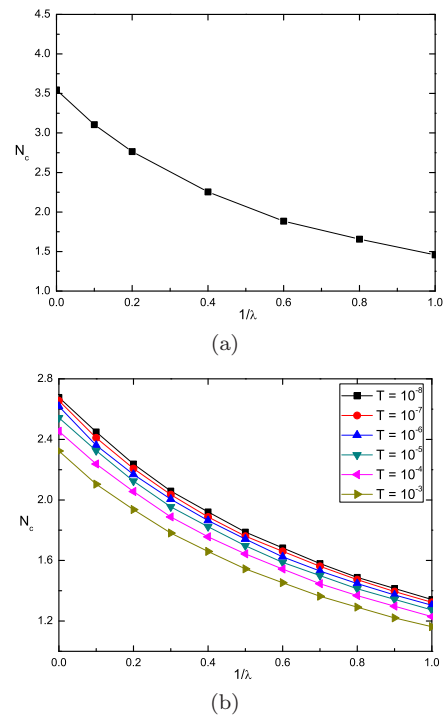 4.5
4.0
3.5
3.0
2.5
2.0
1.5
1.0
N_c
0.0 0.2 0.4 0.6 0.8 1.0
1/λ
(a)
2.8
2.4
2.0
1.6
1.2
N_c
T = 10⁻⁸
T = 10⁻⁷
T = 10⁻⁶
T = 10⁻⁵
T = 10⁻⁴
T = 10⁻³
0.0 0.2 0.4 0.6 0.8 1.0
1/λ
(b)